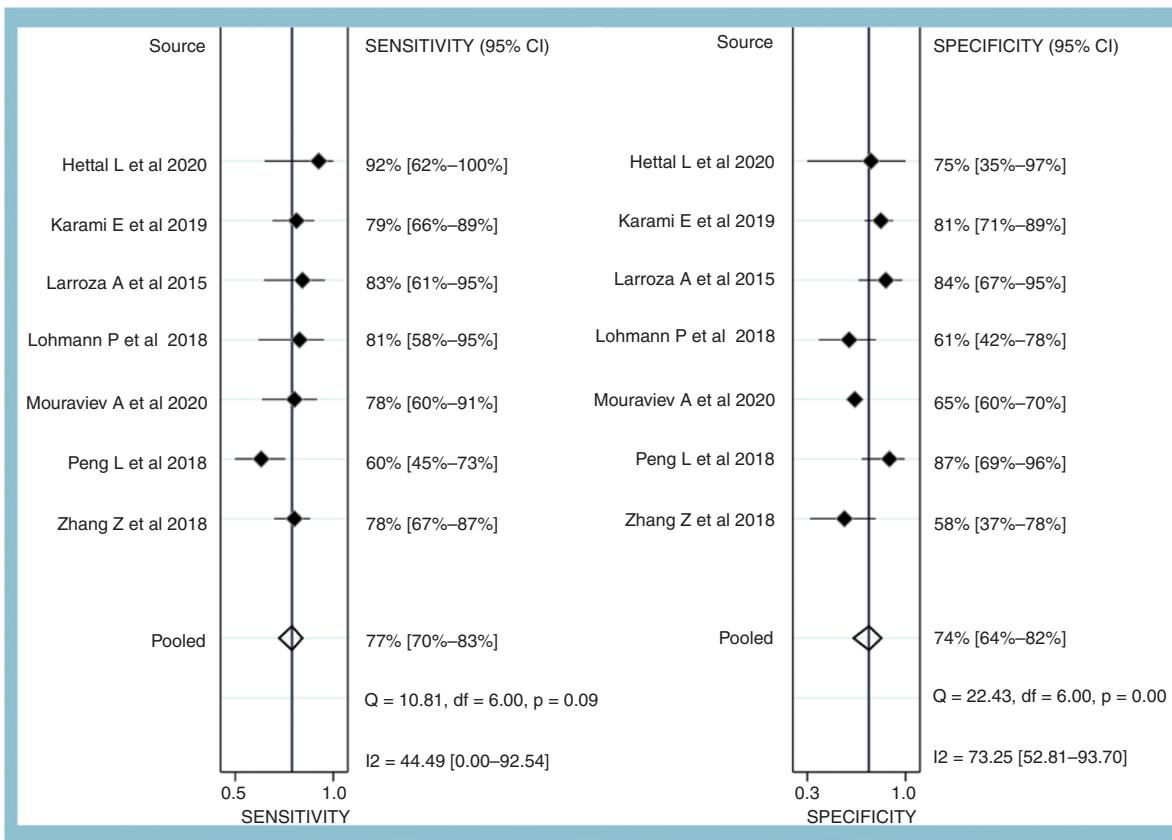 Source SENSITIVITY (95% CI)
Hettal L et al 2020 92% [62%–100%]
Karami E et al 2019 79% [66%–89%]
Larroza A et al 2015 83% [61%–95%]
Lohmann P et al 2018 81% [58%–95%]
Mouraviev A et al 2020 78% [60%–91%]
Peng L et al 2018 60% [45%–73%]
Zhang Z et al 2018 78% [67%–87%]
Pooled 77% [70%–83%]
Q = 10.81, df = 6.00, p = 0.09
I2 = 44.49 [0.00–92.54]
0.5 1.0
SENSITIVITY
Source SPECIFICITY (95% CI)
Hettal L et al 2020 75% [35%–97%]
Karami E et al 2019 81% [71%–89%]
Larroza A et al 2015 84% [67%–95%]
Lohmann P et al 2018 61% [42%–78%]
Mouraviev A et al 2020 65% [60%–70%]
Peng L et al 2018 87% [69%–96%]
Zhang Z et al 2018 58% [37%–78%]
Pooled 74% [64%–82%]
Q = 22.43, df = 6.00, p = 0.00
I2 = 73.25 [52.81–93.70]
0.3 1.0
SPECIFICITY